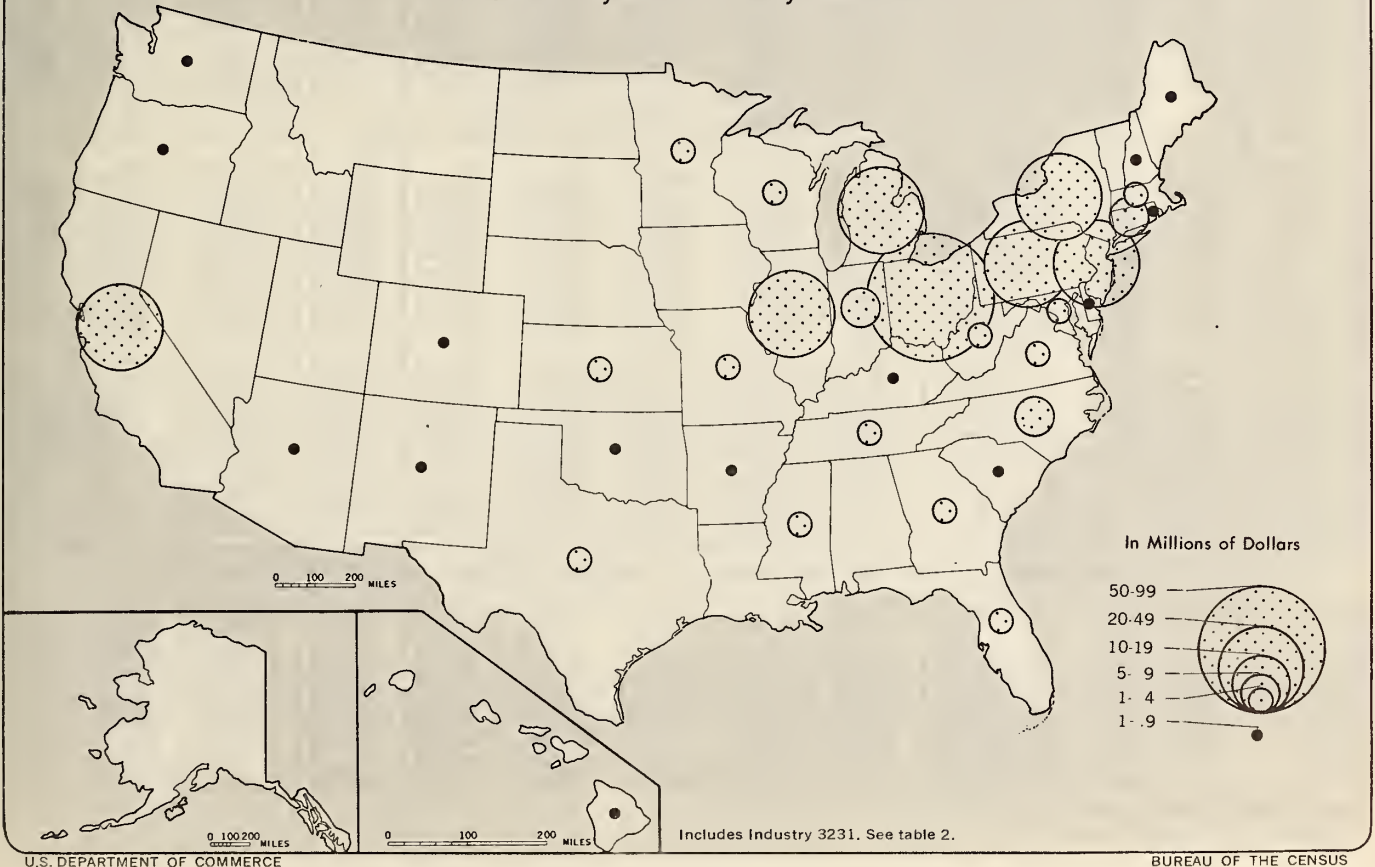 0 100 200 MILES
In Millions of Dollars
50-99
20-49
10-19
5- 9
1- 4
1- .9
0 100 200 MILES
0 100 200 MILES
Includes Industry 3231. See table 2.
U.S. DEPARTMENT OF COMMERCE
BUREAU OF THE CENSUS